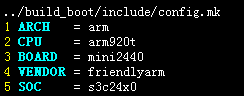 ../build_boot/include/config.mk
1 ARCH   = arm
2 CPU    = arm920t
3 BOARD  = mini2440
4 VENDOR = friendlyarm
5 SOC    = s3c24x0